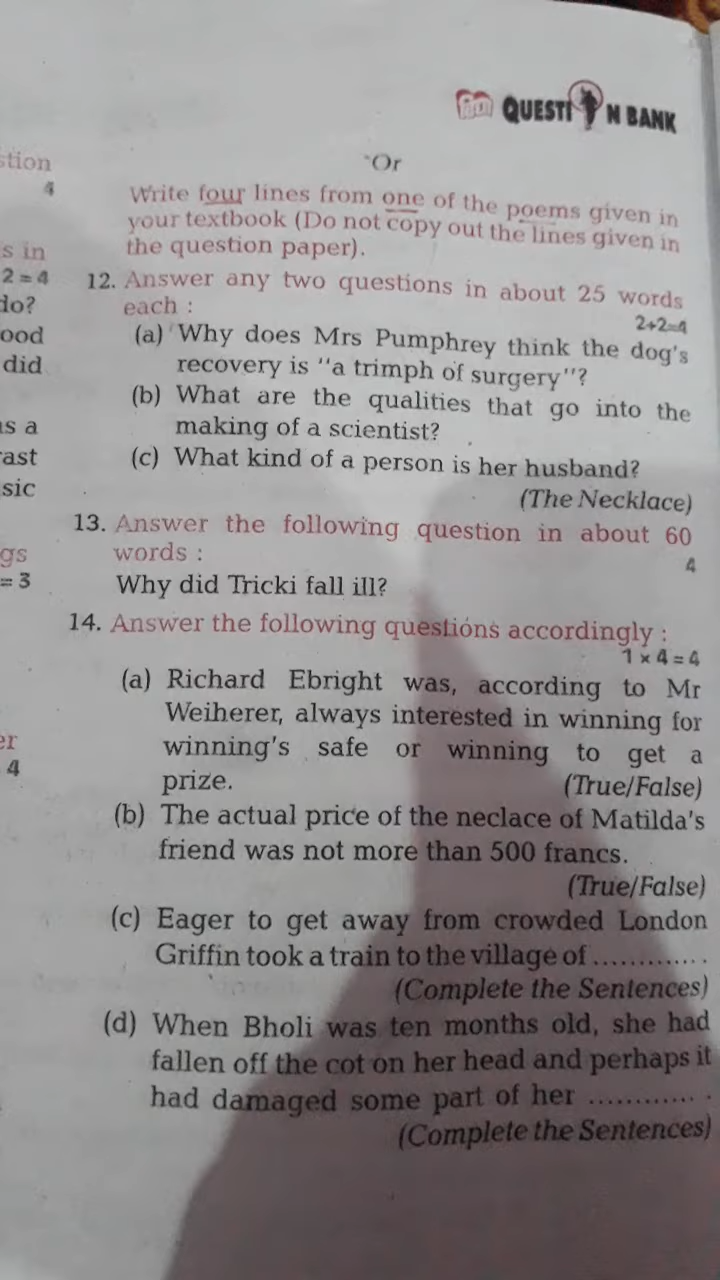 QUESTION BANK
Or
Write four lines from one of the poems given in
your textbook (Do not copy out the lines given in
the question paper).
12. Answer any two questions in about 25 words
each :
2+2=4
(a) Why does Mrs Pumphrey think the dog's
recovery is "a trimph of surgery"?
(b) What are the qualities that go into the
making of a scientist?
(c) What kind of a person is her husband?
(The Necklace)
13. Answer the following question in about 60
words :
4
Why did Tricki fall ill?
14. Answer the following questions accordingly :
1 × 4 = 4
(a) Richard Ebright was, according to Mr
Weiherer, always interested in winning for
winning's safe or winning to get a
prize. (True/False)
(b) The actual price of the neclace of Matilda's
friend was not more than 500 francs.
(True/False)
(c) Eager to get away from crowded London
Griffin took a train to the village of .............
(Complete the Sentences)
(d) When Bholi was ten months old, she had
fallen off the cot on her head and perhaps it
had damaged some part of her .............
(Complete the Sentences)
stion
4
s in
2 = 4
do?
ood
did
as a
rast
sic
gs
= 3
er
4